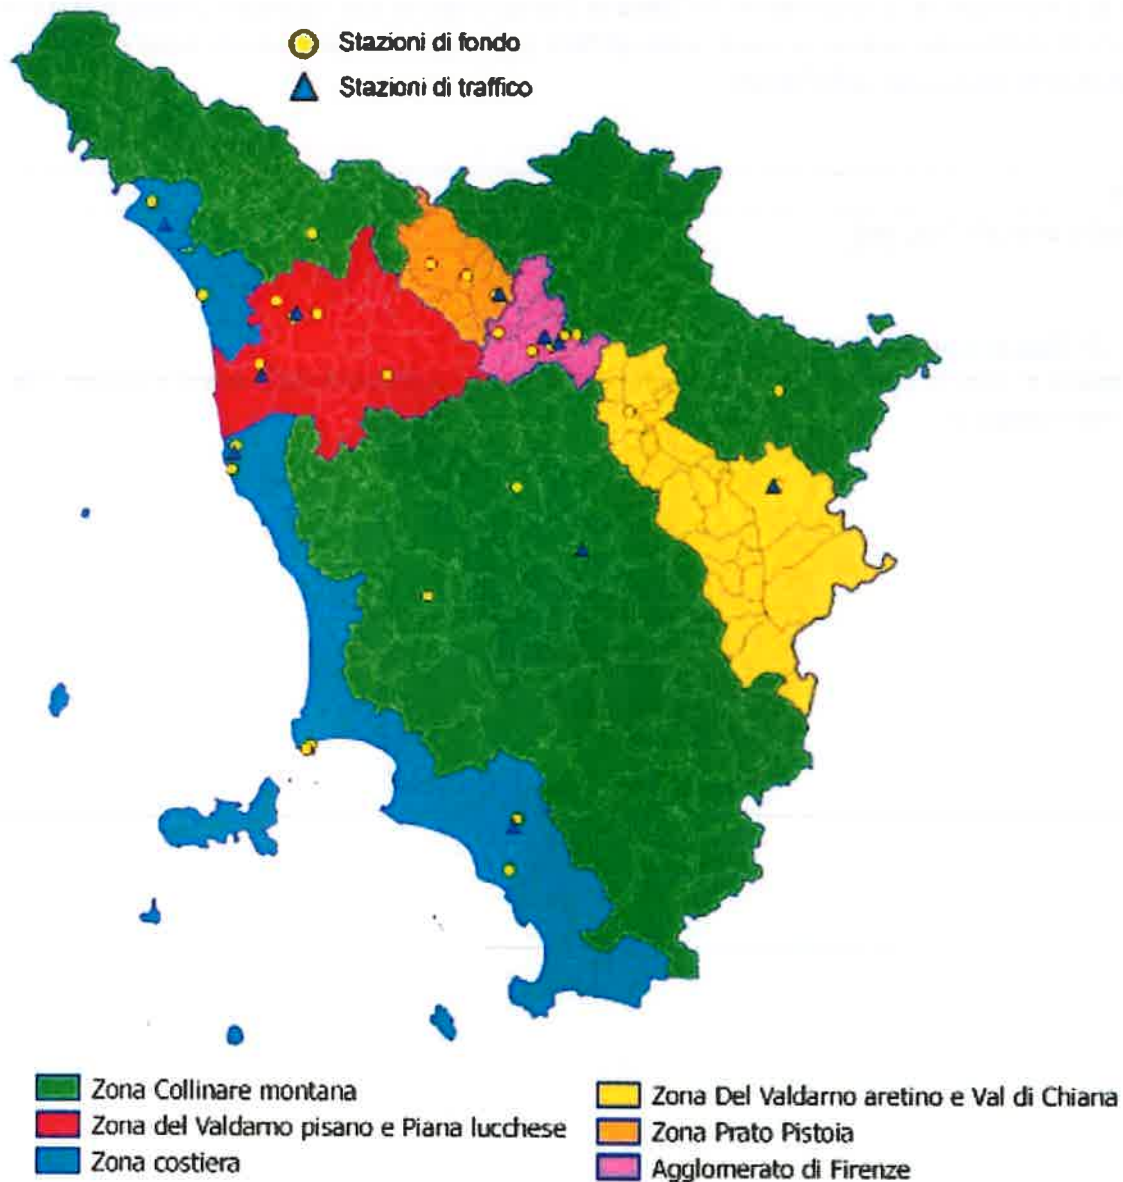 Stazioni di fondo
Stazioni di traffico
Zona Collinare montana
Zona del Valdarno pisano e Piana lucchese
Zona costiera
Zona Del Valdarno aretino e Val di Chiana
Zona Prato Pistoia
Agglomerato di Firenze